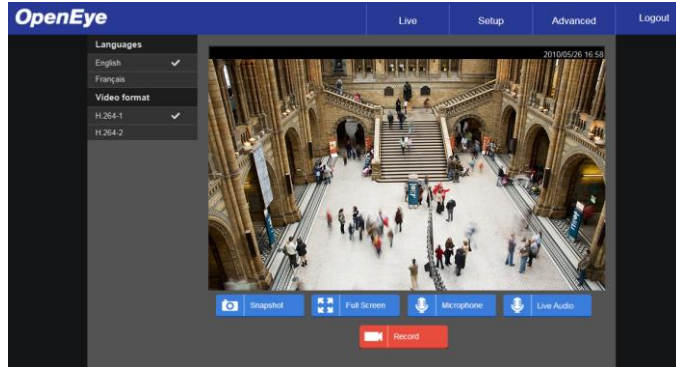 OpenEye
Live Setup Advanced Logout
Languages
English
Français
Video format
H.264-1
H.264-2
2010/05/26 16:58
Snapshot Full Screen Microphone Live Audio
Record